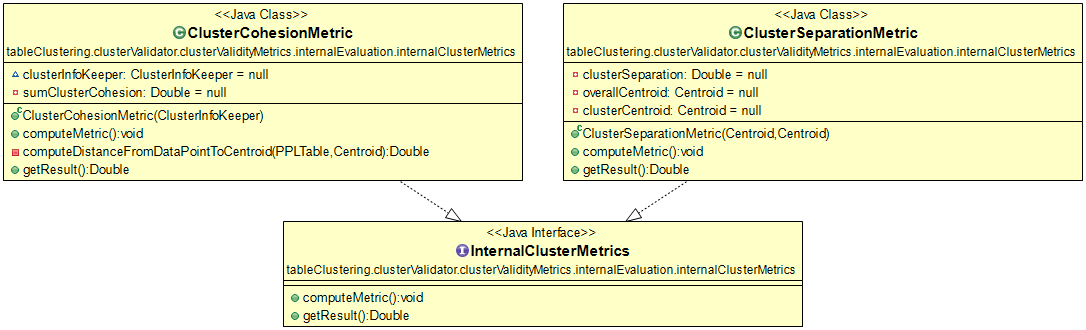 <<Java Class>>
ClusterCohesionMetric
tableClustering.clusterValidator.clusterValidityMetrics.internalEvaluation.internalClusterMetrics
clusterInfoKeeper: ClusterInfoKeeper = null
sumClusterCohesion: Double = null
ClusterCohesionMetric(ClusterInfoKeeper)
computeMetric():void
computeDistanceFromDataPointToCentroid(PPLTable,Centroid):Double
getResult():Double
<<Java Class>>
ClusterSeparationMetric
tableClustering.clusterValidator.clusterValidityMetrics.internalEvaluation.internalClusterMetrics
clusterSeparation: Double = null
overallCentroid: Centroid = null
clusterCentroid: Centroid = null
ClusterSeparationMetric(Centroid,Centroid)
computeMetric():void
getResult():Double
<<Java Interface>>
InternalClusterMetrics
tableClustering.clusterValidator.clusterValidityMetrics.internalEvaluation.internalClusterMetrics
computeMetric():void
getResult():Double